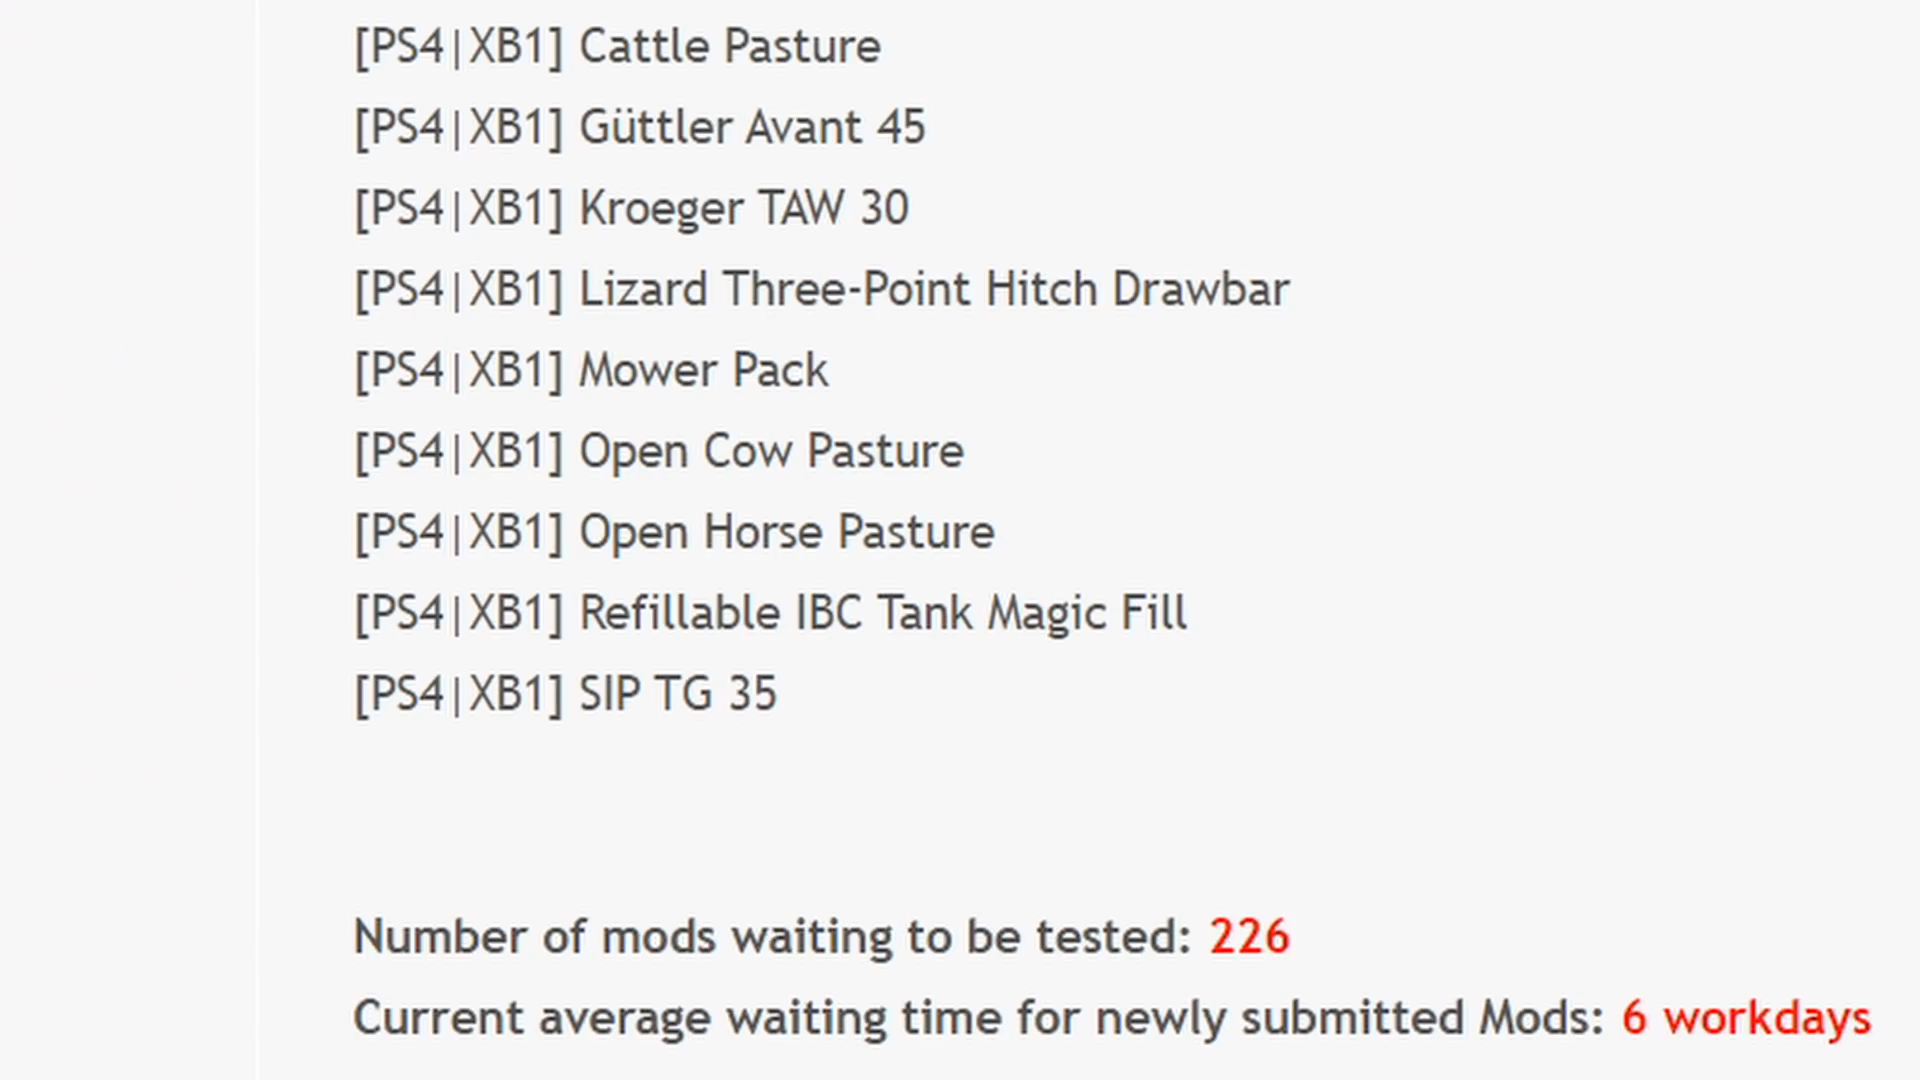 [PS4|XB1] Cattle Pasture
[PS4|XB1] Güttler Avant 45
[PS4|XB1] Kroeger TAW 30
[PS4|XB1] Lizard Three-Point Hitch Drawbar
[PS4|XB1] Mower Pack
[PS4|XB1] Open Cow Pasture
[PS4|XB1] Open Horse Pasture
[PS4|XB1] Refillable IBC Tank Magic Fill
[PS4|XB1] SIP TG 35
Number of mods waiting to be tested: 226
Current average waiting time for newly submitted Mods: 6 workdays